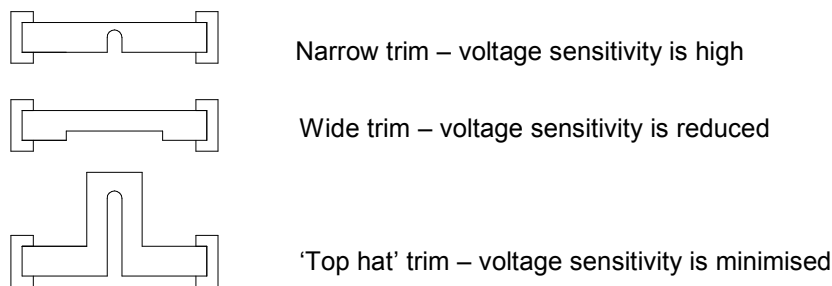 Narrow trim – voltage sensitivity is high
Wide trim – voltage sensitivity is reduced
‘Top hat’ trim – voltage sensitivity is minimised